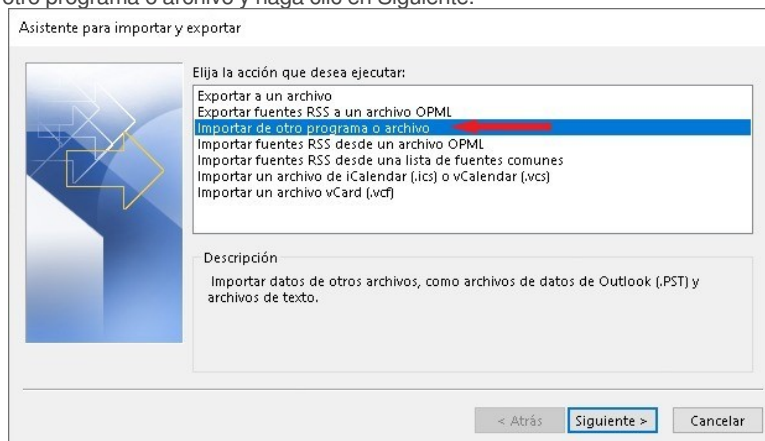 otro programa o archivo y haga clic en Siguiente.
Asistente para importar y exportar
Elija la acción que desea ejecutar:
Exportar a un archivo
Exportar fuentes RSS a un archivo OPML
Importar de otro programa o archivo
Importar fuentes RSS desde un archivo OPML
Importar fuentes RSS desde una lista de fuentes comunes
Importar un archivo de iCalendar (.ics) o vCalendar (.vcs)
Importar un archivo vCard (.vcf)
Descripción
Importar datos de otros archivos, como archivos de datos de Outlook (.PST) y
archivos de texto.
< Atrás
Siguiente >
Cancelar